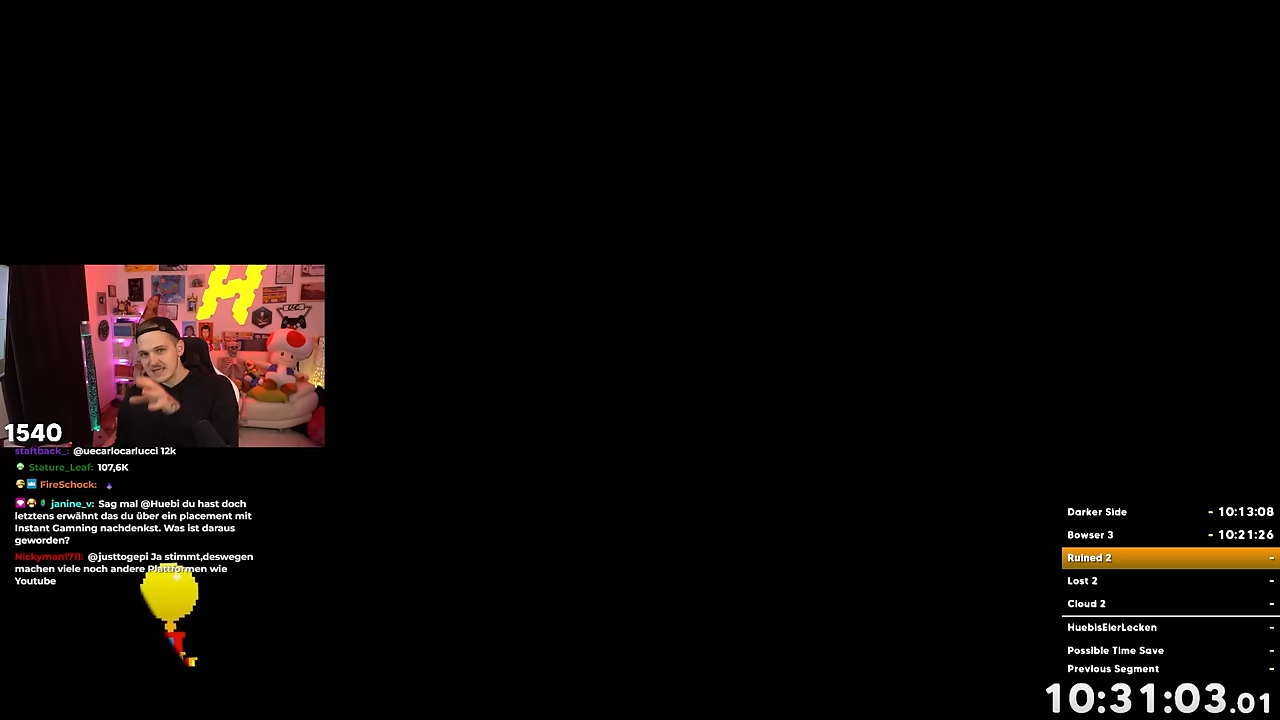 1540
staftback_: @uecarlocarlucci 12k
Stature_Leaf: 107,6K
FireSchock:
janine_v: Sag mal @Huebi du hast doch
letztens erwähnt das du über ein placement mit
Instant Gamning nachdenkst. Was ist daraus
geworden?
Nickyman1711: @justtogepi Ja stimmt,deswegen
machen viele noch andere Plattformen wie
Youtube
Darker Side - 10:13:08
Bowser 3 - 10:21:26
Ruined 2 -
Lost 2 -
Cloud 2 -
HuebisEierLecken -
Possible Time Save -
Previous Segment -
10:31:03.01